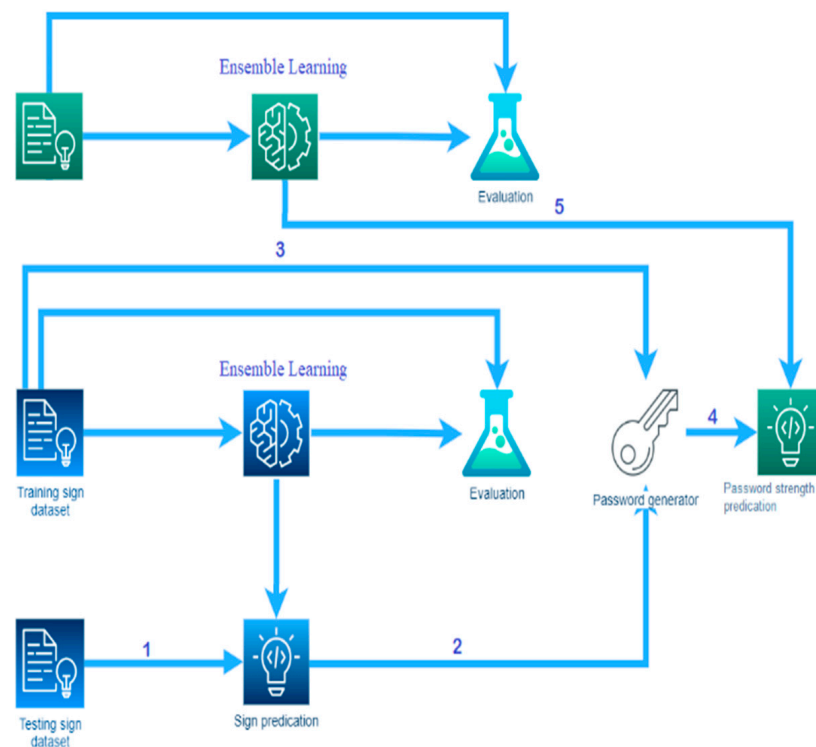 Ensemble Learning
Evaluation
5
3
Ensemble Learning
4
Training sign
dataset
Evaluation
Password generator
Password strength
predication
1
2
Testing sign
dataset
Sign predication